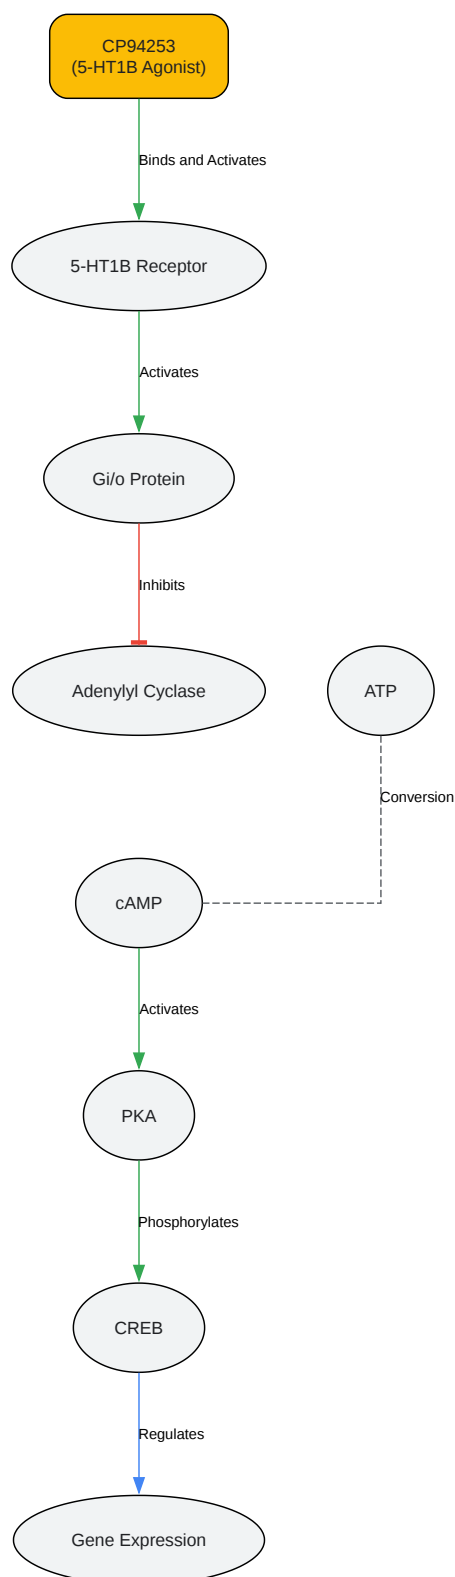 CP94253
(5-HT1B Agonist)
Binds and Activates
5-HT1B Receptor
Activates
Gi/o Protein
Inhibits
Adenylyl Cyclase
ATP
Conversion
cAMP
Activates
PKA
Phosphorylates
CREB
Regulates
Gene Expression